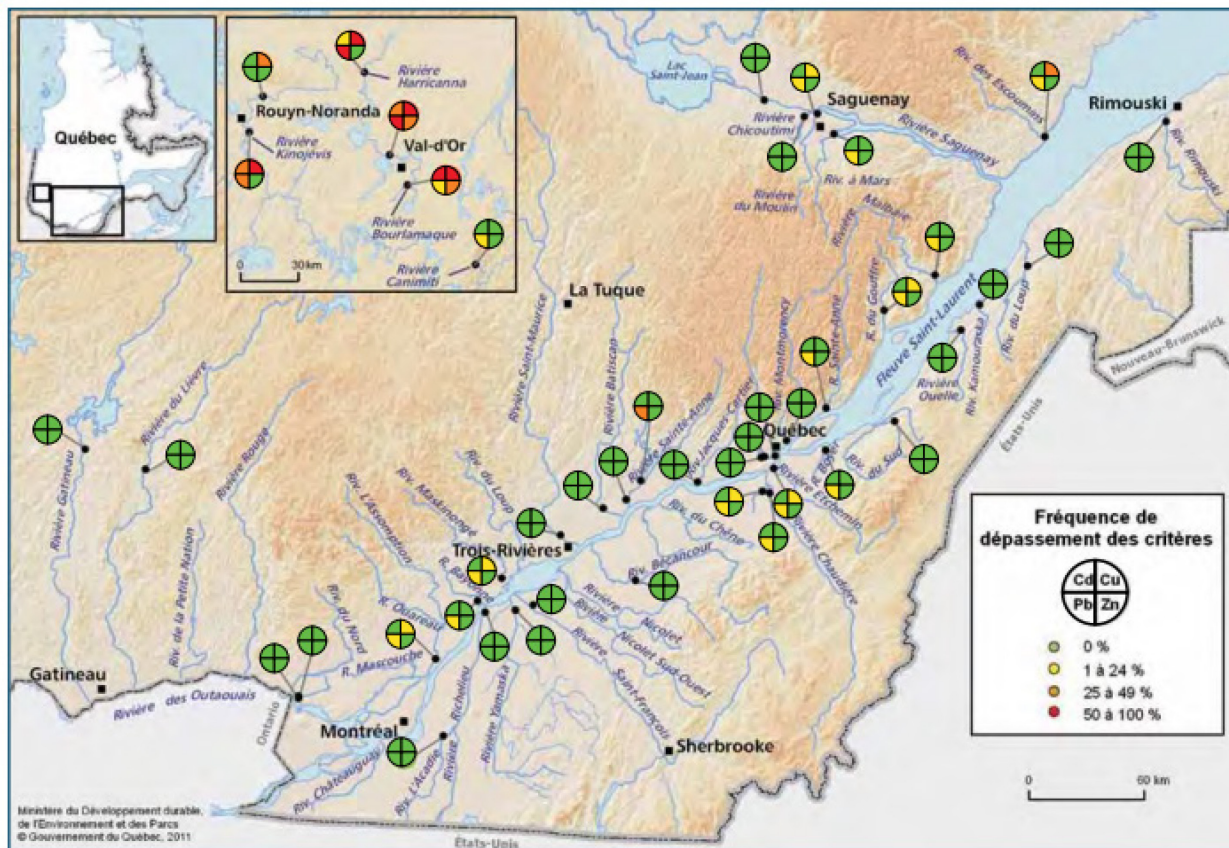 Québec
Rivière
Harricanna
Rouyn-Noranda
Rivière
Kinojévis
Val-d'Or
Rivière
Bourlamaque
Rivière
Canimiti
0 30 km
Lac
Saint-Jean
Saguenay
Rivière
Chicoutimi
Rivière Saguenay
Riv. à Mars
Rivière
du Moulin
Riv. des Escoumins
Rimouski
Riv. Rimouski
Rivière
Malbaie
R. du Gouffre
Fleuve Saint-Laurent
Riv. du Loup
Riv. Kamouraska
Rivière
Ouelle
Nouveau-Brunswick
États-Unis
La Tuque
Rivière Saint-Maurice
Rivière Batiscan
Rivière Sainte-Anne
Riv. Jacques-Cartier
Riv. Montmorency
R. Sainte-Anne
Québec
R. Boyer
Riv.
du Sud
Rivière Etchemin
Rivière Chaudière
Riv. du Chêne
Riv. Bécancour
Rivière
Nicolet
Rivière
Nicolet Sud-Ouest
Rivière
Saint-François
Sherbrooke
Rivière du Lièvre
Rivière Rouge
Rivière Gatineau
Riv. de la Petite Nation
Gatineau
Rivière des Outaouais
Ontario
Riv. du Nord
R. Mascouche
R. Ouareau
Riv. L'Assomption
Riv. Maskinongé
Riv. du Loup
R. Bayonne
Trois-Rivières
Montréal
Riv. Châteauguay
Riv. L'Acadie
Rivière Richelieu
Rivière Yamaska
États-Unis
Fréquence de
dépassement des critères
Cd Cu
Pb Zn
0 %
1 à 24 %
25 à 49 %
50 à 100 %
0 60 km
Ministère du Développement durable,
de l'Environnement et des Parcs
© Gouvernement du Québec, 2011